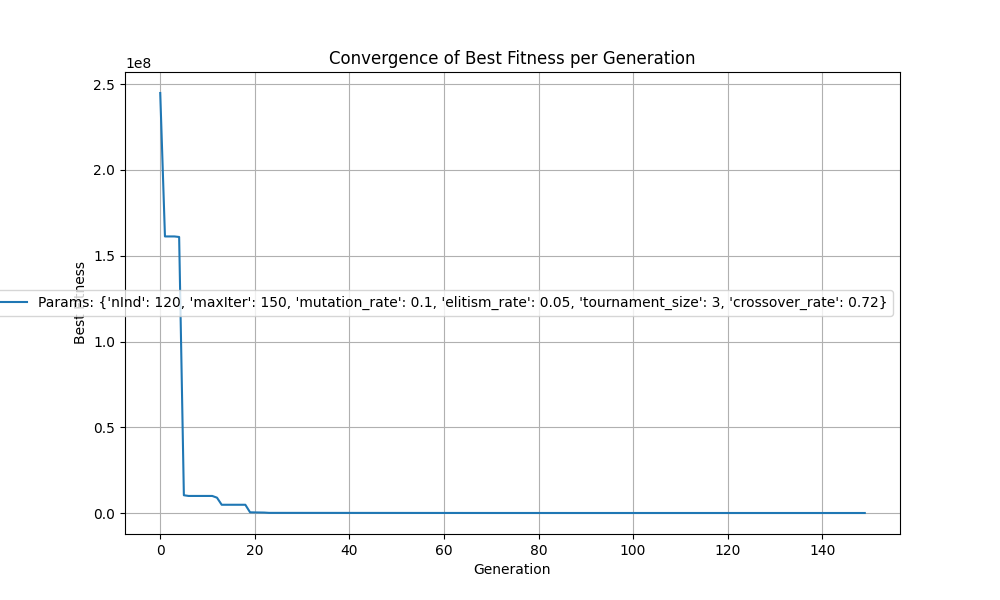 Convergence of Best Fitness per Generation
1e8
2.5
2.0
1.5
1.0
0.5
0.0
Best
ness
Params: {'nInd': 120, 'maxIter': 150, 'mutation_rate': 0.1, 'elitism_rate': 0.05, 'tournament_size': 3, 'crossover_rate': 0.72}
0 20 40 60 80 100 120 140
Generation